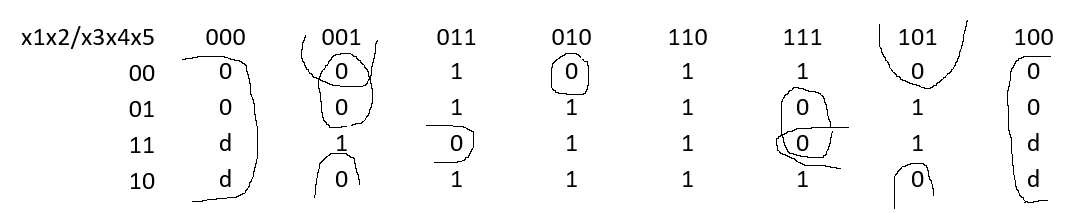 x1x2/x3x4x5 000 001 011 010 110 111 101 100
00 0 0 1 0 1 1 0 0
01 0 0 1 1 1 0 1 0
11 d 1 0 1 1 0 1 d
10 d 0 1 1 1 1 0 d